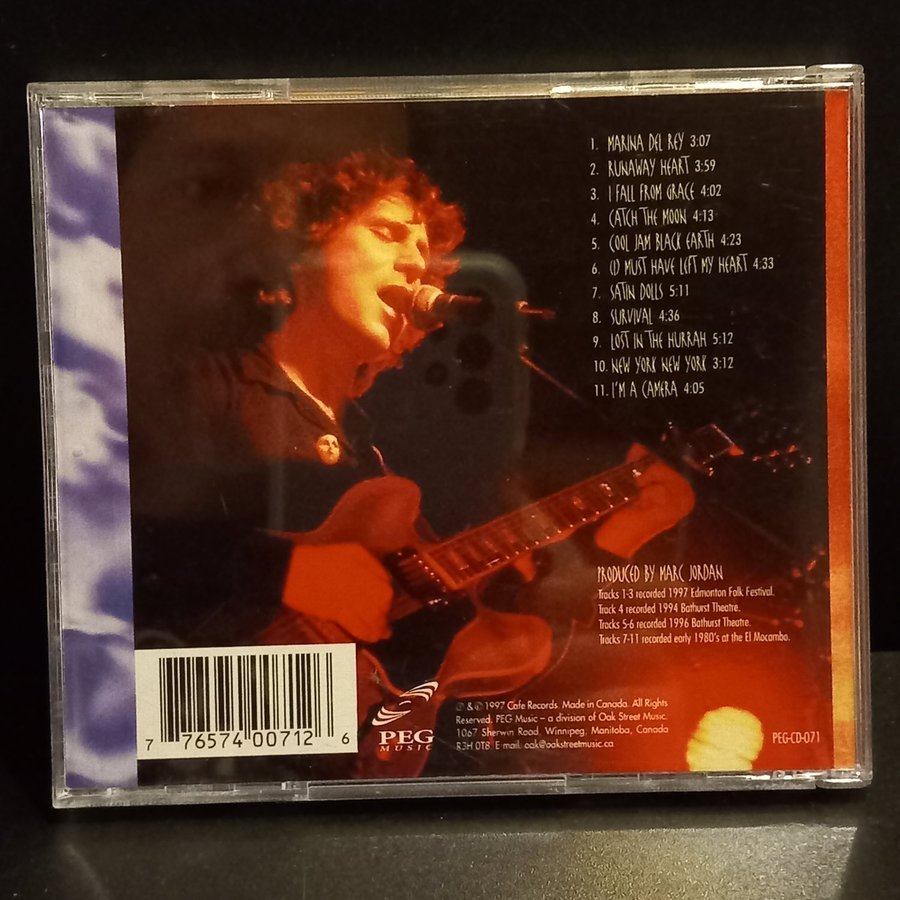 1. MARINA DEL REY 3:07
2. RUNAWAY HEART 3:59
3. I FALL FROM GRACE 4:02
4. CATCH THE MOON 4:13
5. COOL JAM BLACK EARTH 4:23
6. (I) MUST HAVE LEFT MY HEART 4:33
7. SATIN DOLLS 5:11
8. SURVIVAL 4:36
9. LOST IN THE HURRAH 5:12
10. NEW YORK NEW YORK 3:12
11. I'M A CAMERA 4:05
PRODUCED BY MARC JORDAN
Tracks 1-3 recorded 1997 Edmonton Folk Festival.
Track 4 recorded 1994 Bathurst Theatre.
Tracks 5-6 recorded 1996 Bathurst Theatre.
Tracks 7-11 recorded early 1980's at the El Mocambo.
7 76574 00712 6
PEG
MUSIC
℗ & © 1997 Cafe Records. Made in Canada. All Rights
Reserved. PEG Music – a division of Oak Street Music.
1067 Sherwin Road, Winnipeg, Manitoba, Canada
R3H 0T8 E-mail: oak@oakstreetmusic.ca
PEG-CD-071